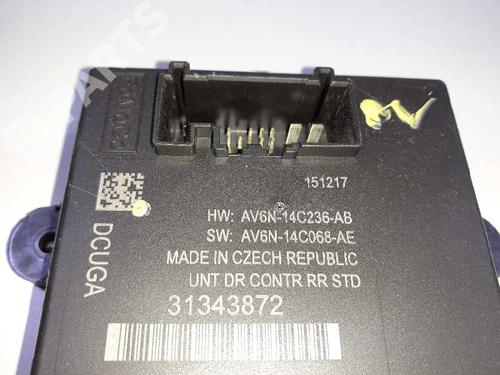 151217
HW: AV6N-14C236-AB
SW: AV6N-14C068-AE
MADE IN CZECH REPUBLIC
UNT DR CONTR RR STD
31343872
DCUGA
PARTS